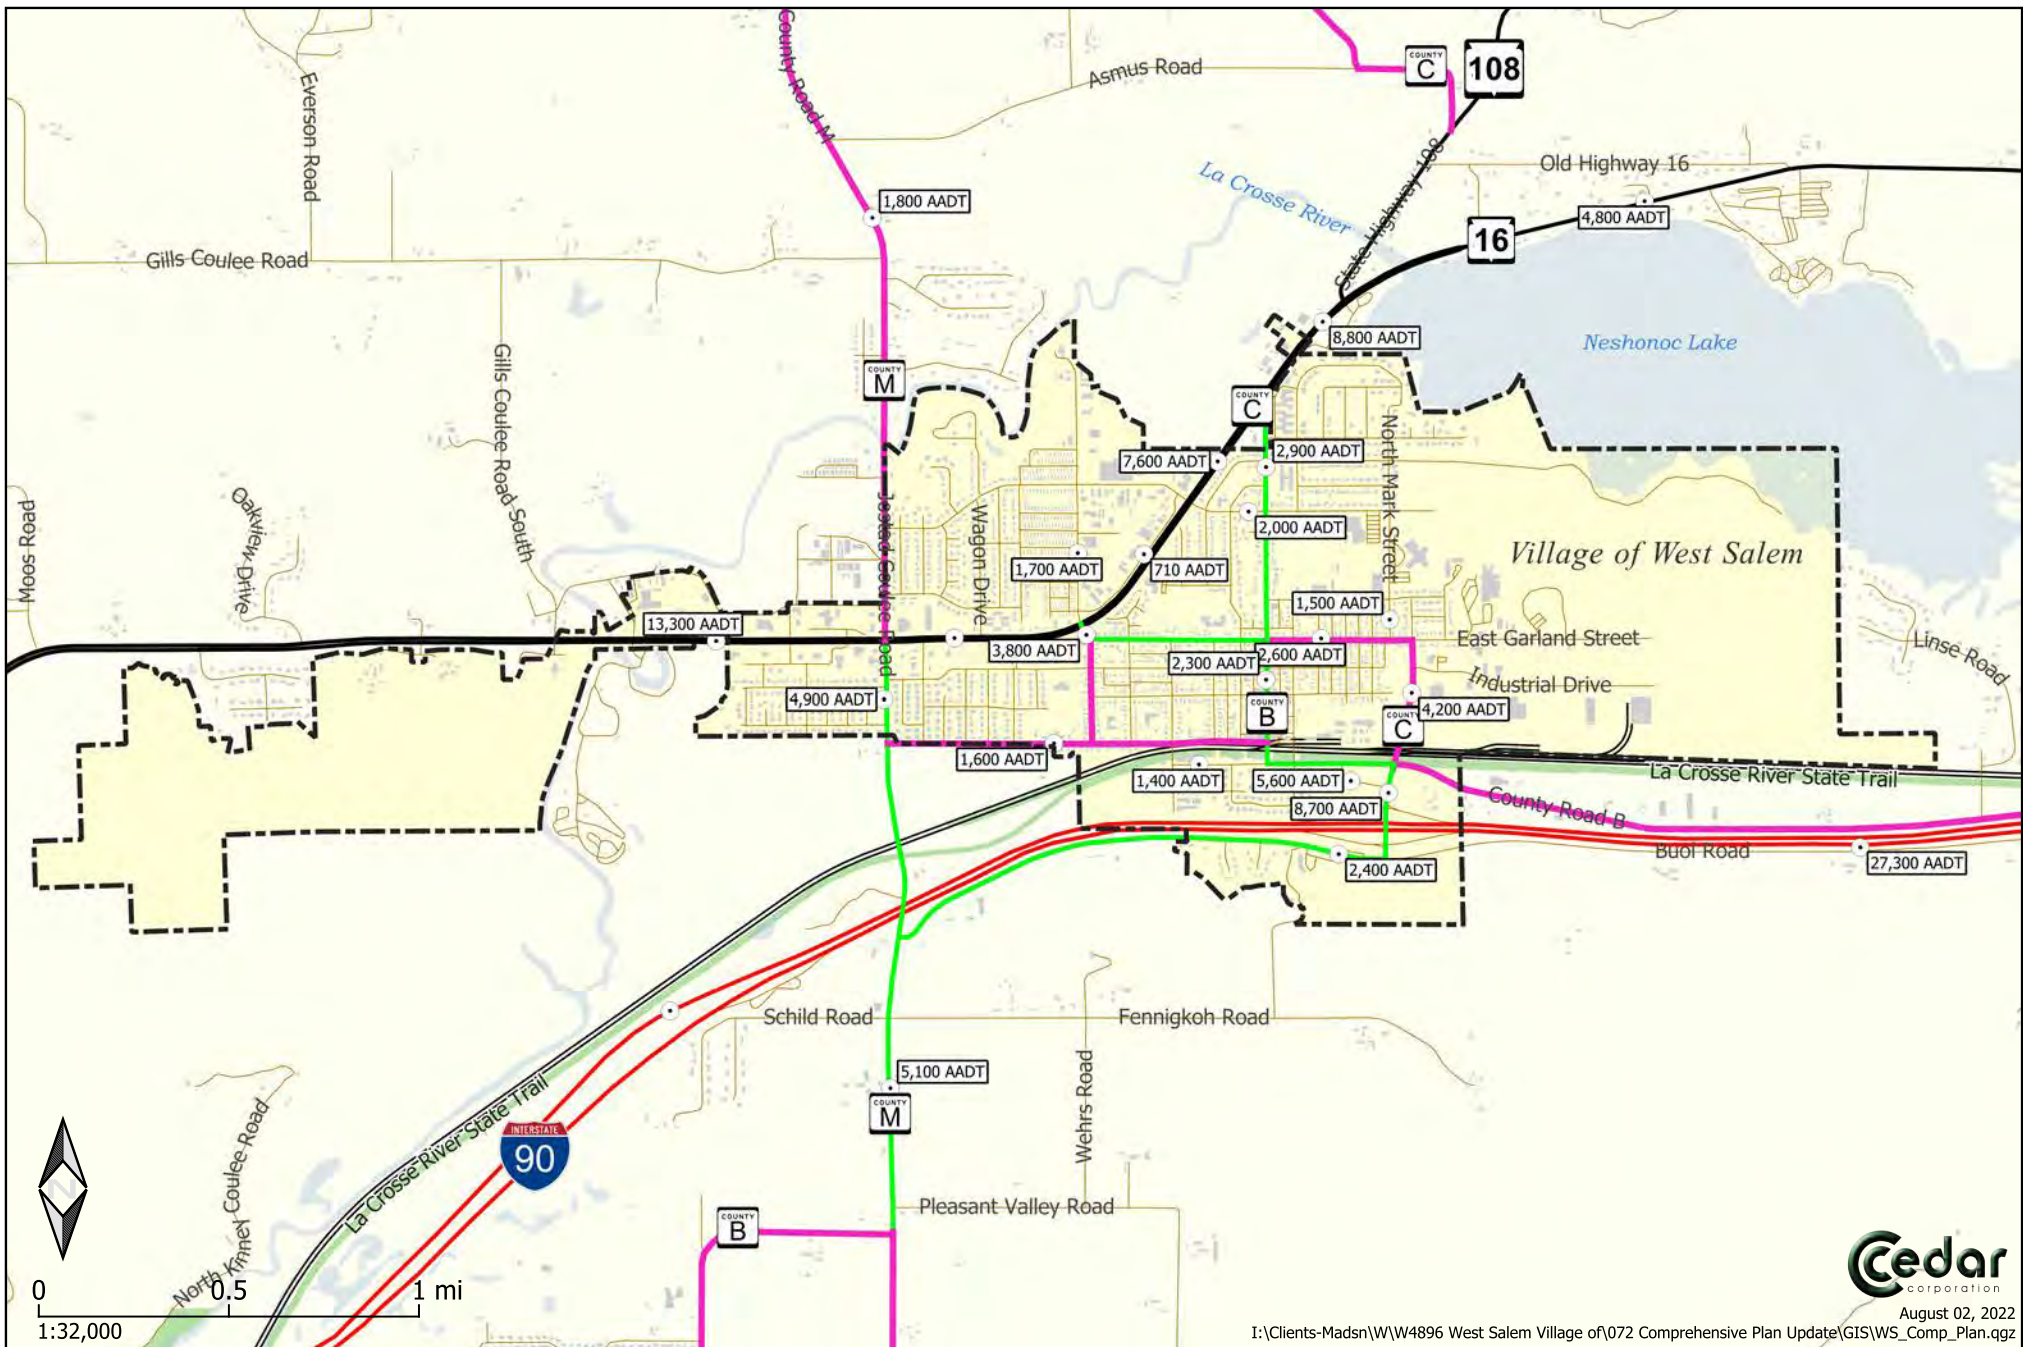 County Road M
COUNTY
C
108
Asmus Road
Everson Road
Old Highway 16
La Crosse River
State Highway 108
1,800 AADT
4,800 AADT
16
Gills Coulee Road
8,800 AADT
Neshonoc Lake
COUNTY
M
COUNTY
C
Gills Coulee Road South
North Mark Street
2,900 AADT
7,600 AADT
Oakview Drive
Moos Road
Wagon Drive
2,000 AADT
Village of West Salem
1,700 AADT
710 AADT
1,500 AADT
13,300 AADT
3,800 AADT
2,600 AADT
East Garland Street
Linse Road
2,300 AADT
Industrial Drive
4,900 AADT
COUNTY
B
4,200 AADT
COUNTY
C
1,600 AADT
1,400 AADT
5,600 AADT
La Crosse River State Trail
8,700 AADT
County Road B
Buol Road
27,300 AADT
2,400 AADT
Schild Road
Fennigkoh Road
5,100 AADT
COUNTY
M
Wehrs Road
La Crosse River State Trail
INTERSTATE
90
North Kinney Coulee Road
Pleasant Valley Road
COUNTY
B
N
0 0.5 1 mi
1:32,000
Cedar
corporation
August 02, 2022
I:\Clients-Madsn\W\W4896 West Salem Village of\072 Comprehensive Plan Update\GIS\WS_Comp_Plan.qgz